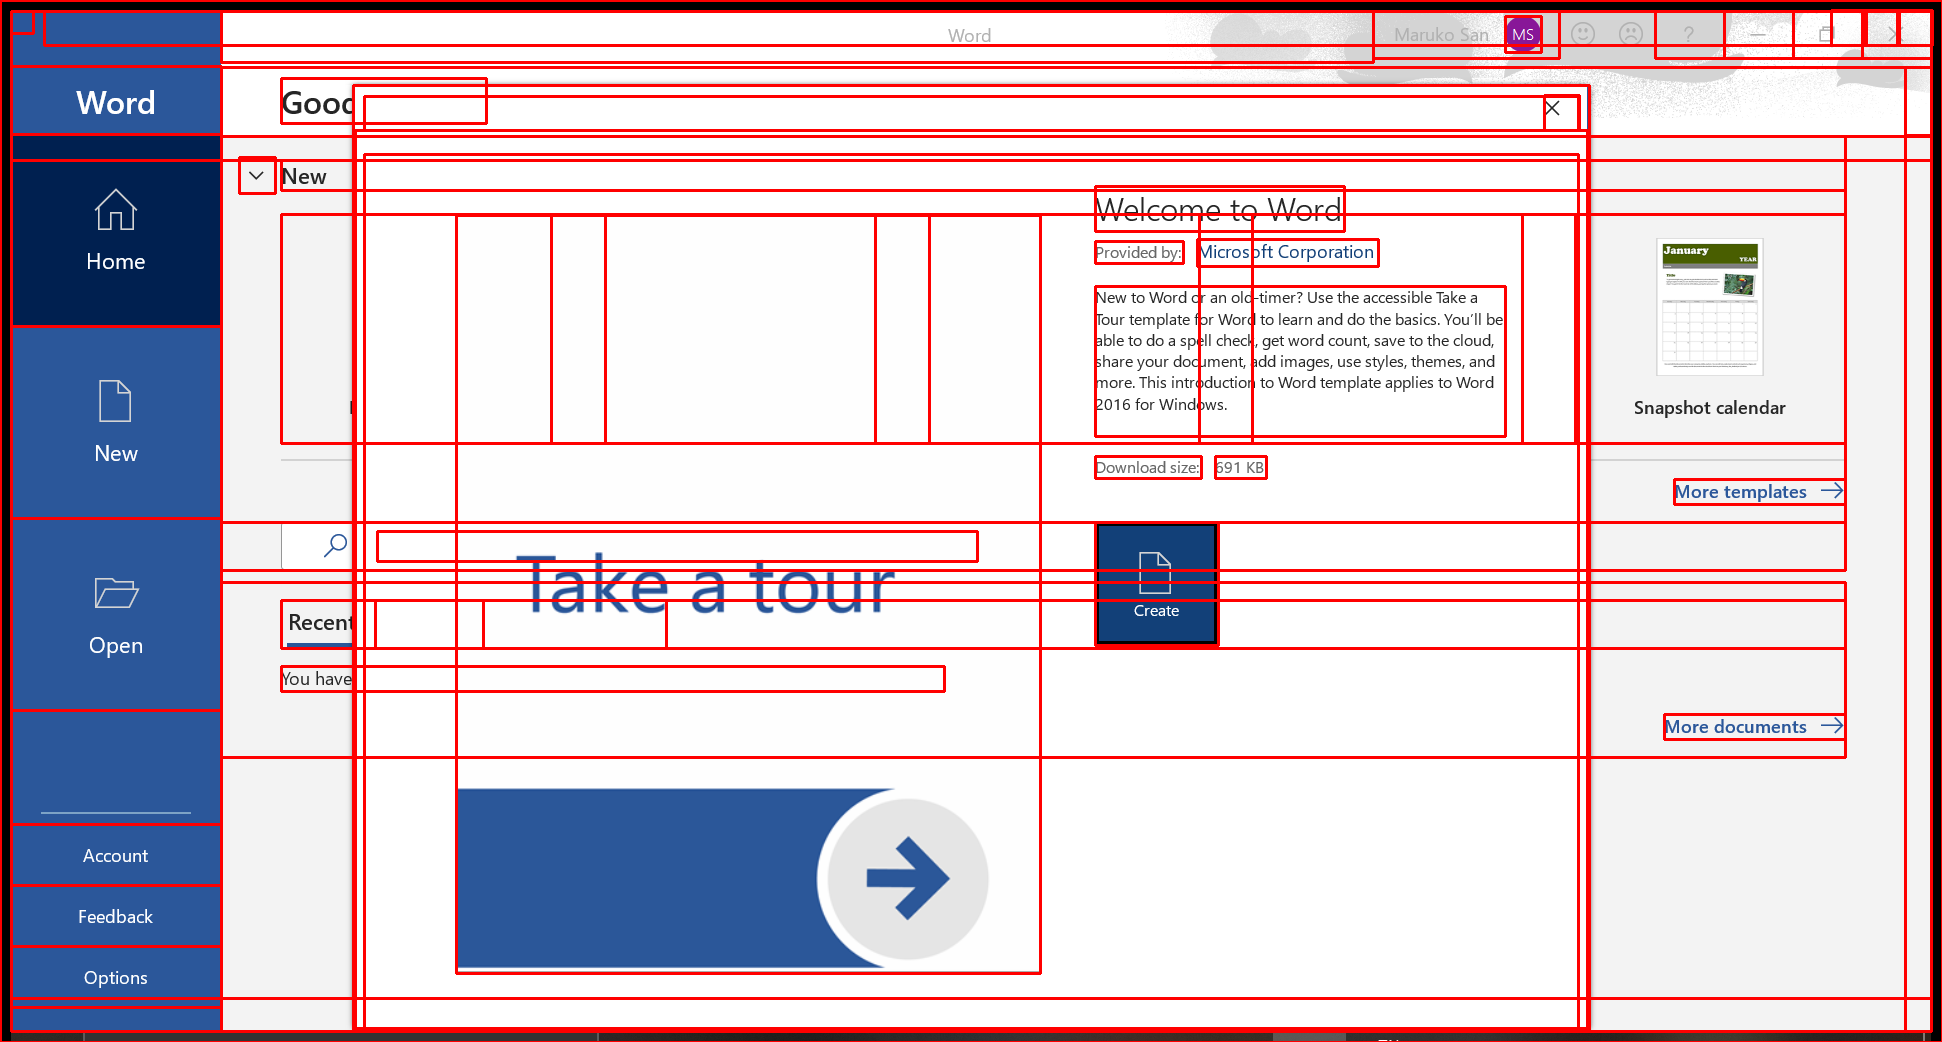 Word
Maruko San
MS
?
Word
Good
Home
New
Open
Account
Feedback
Options
New
Welcome to Word
Provided by: Microsoft Corporation
New to Word or an old-timer? Use the accessible Take a
Tour template for Word to learn and do the basics. You'll be
able to do a spell check, get word count, save to the cloud,
share your document, add images, use styles, themes, and
more. This introduction to Word template applies to Word
2016 for Windows.
Download size: 691 KB
Create
Take a tour
January
YEAR
Title
Snapshot calendar
More templates
Recent
You have
More documents